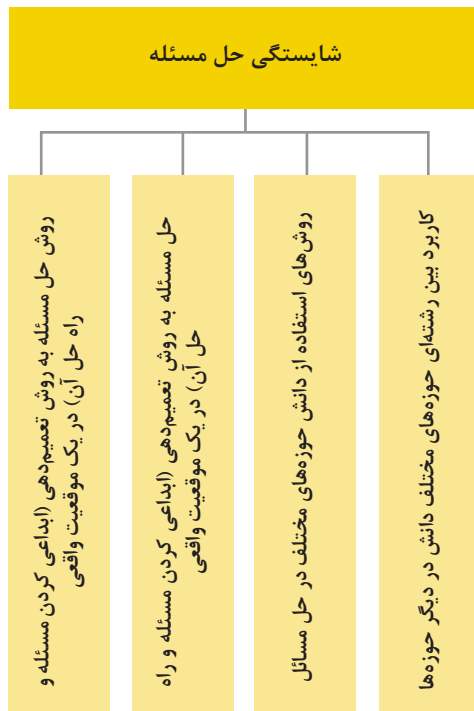 شایستگی حل مسئله
کاربرد بین رشته‌ای حوزه‌های مختلف دانش در دیگر حوزه‌ها
روش‌های استفاده از دانش حوزه‌های مختلف در حل مسائل
حل مسئله به روش تعمیم‌دهی (ابداعی کردن مسئله و راه
حل آن) در یک موقعیت واقعی
روش حل مسئله به روش تعمیم‌دهی (ابداعی کردن مسئله و
راه حل آن) در یک موقعیت واقعی